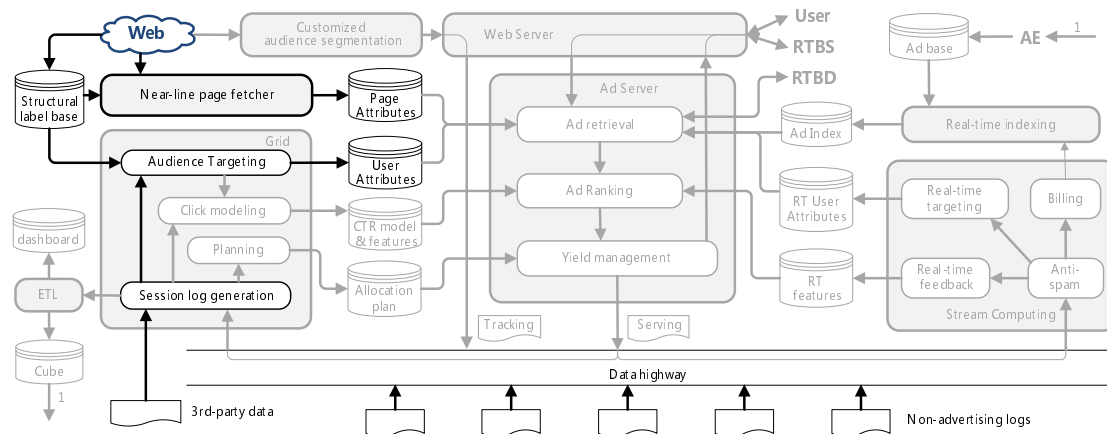 Web
Customized
audience segmentation
Web Server
User
RTBS
RTBD
Ad base
AE
1
Structural
label base
Near-line page fetcher
Page
Attributes
Ad Server
Ad retrieval
Ad Index
Real-time indexing
Grid
Audience Targeting
User
Attributes
Click modeling
CTR model
& features
Ad Ranking
RT User
Attributes
Real-time
targeting
Billing
dashboard
Planning
Allocation
plan
Yield management
RT
features
Real-time
feedback
Anti-
spam
ETL
Session log generation
Stream Computing
Tracking
Serving
Cube
1
Data highway
3rd-party data
Non-advertising logs